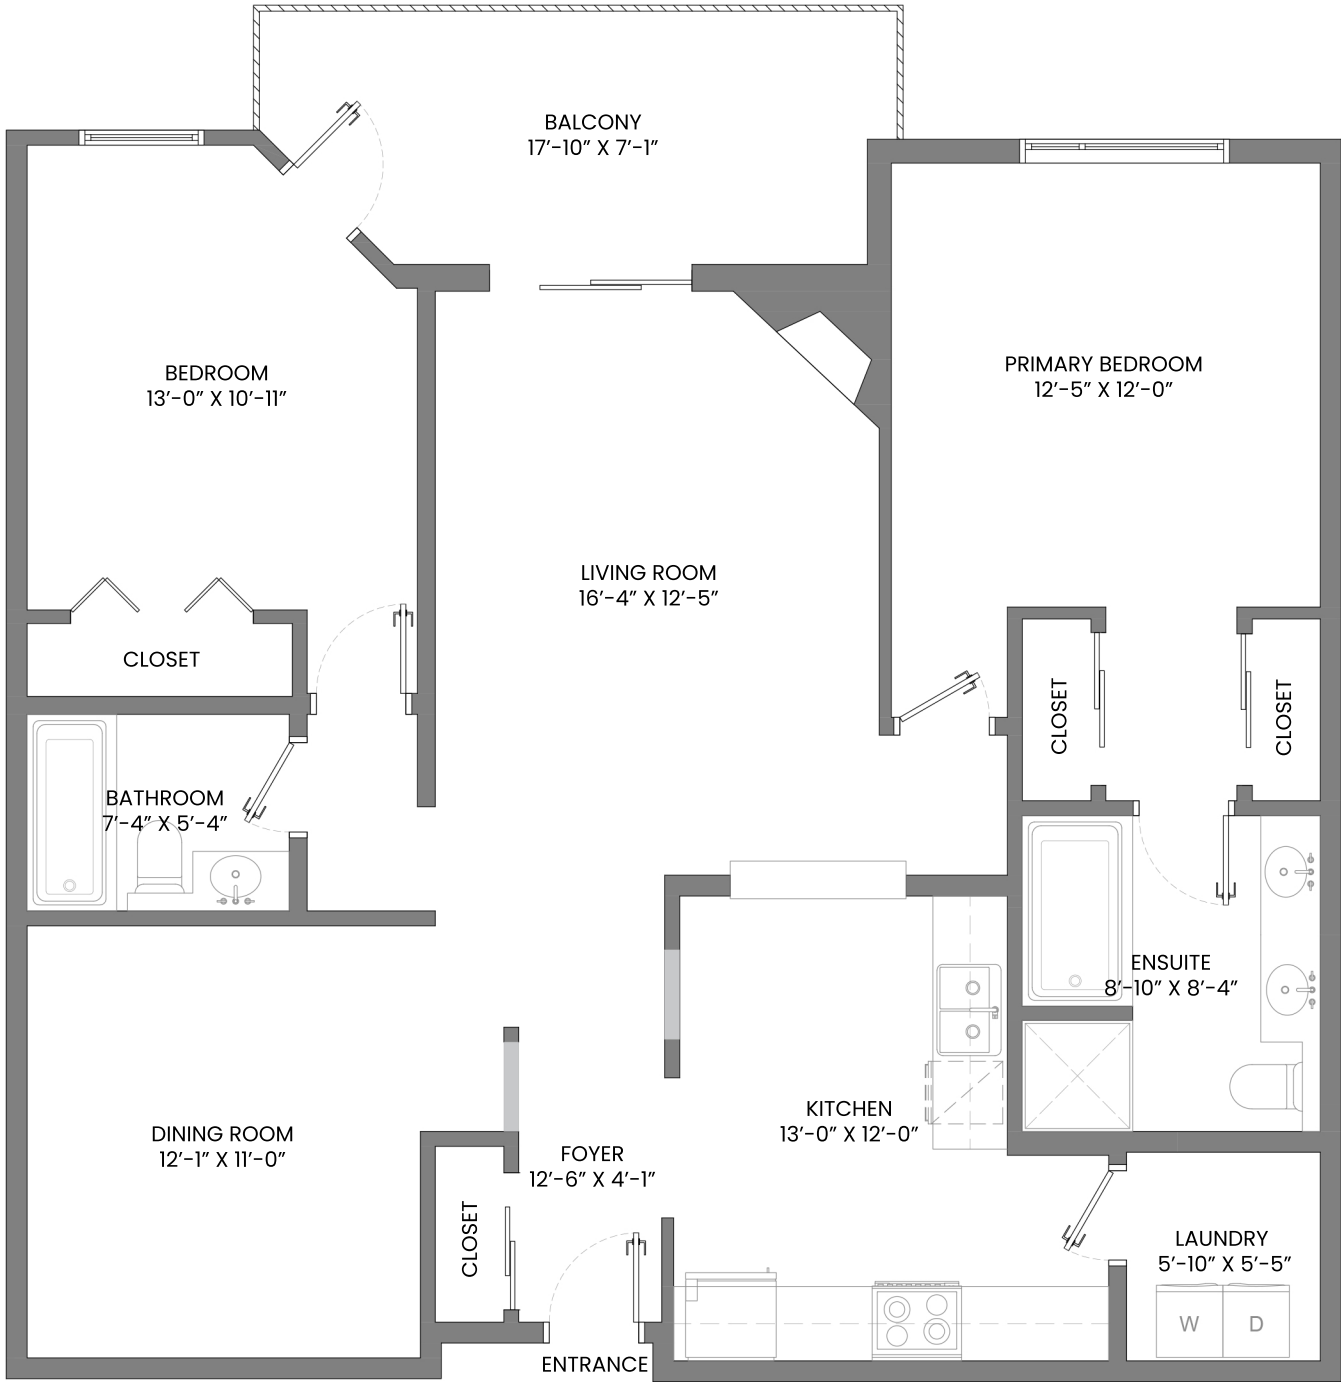 BALCONY
17’-10” X 7’-1”
BEDROOM
13’-0” X 10’-11”
PRIMARY BEDROOM
12’-5” X 12’-0”
LIVING ROOM
16’-4” X 12’-5”
CLOSET
CLOSET
CLOSET
BATHROOM
7’-4” X 5’-4”
ENSUITE
8’-10” X 8’-4”
DINING ROOM
12’-1” X 11’-0”
FOYER
12’-6” X 4’-1”
KITCHEN
13’-0” X 12’-0”
CLOSET
LAUNDRY
5’-10” X 5’-5”
W D
ENTRANCE